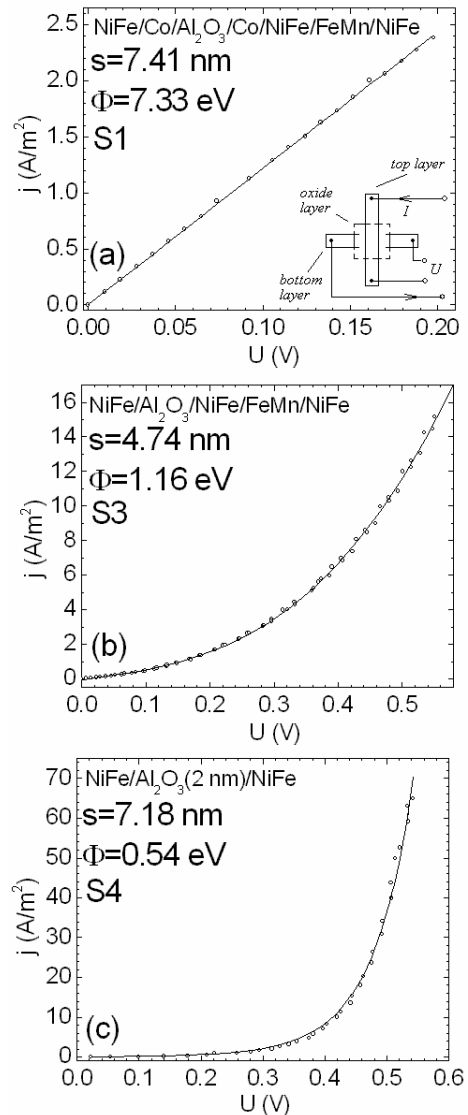 NiFe/Co/Al₂O₃/Co/NiFe/FeMn/NiFe
s=7.41 nm
Φ=7.33 eV
S1
top layer
oxide
layer
I
U
bottom
layer
(a)
j (A/m²)
2.5
2.0
1.5
1.0
0.5
0.0
0.00
0.05
0.10
0.15
0.20
U (V)
NiFe/Al₂O₃/NiFe/FeMn/NiFe
s=4.74 nm
Φ=1.16 eV
S3
(b)
j (A/m²)
16
14
12
10
8
6
4
2
0
0.0
0.1
0.2
0.3
0.4
0.5
U (V)
NiFe/Al₂O₃(2 nm)/NiFe
s=7.18 nm
Φ=0.54 eV
S4
(c)
j (A/m²)
70
60
50
40
30
20
10
0
0.0
0.1
0.2
0.3
0.4
0.5
0.6
U (V)